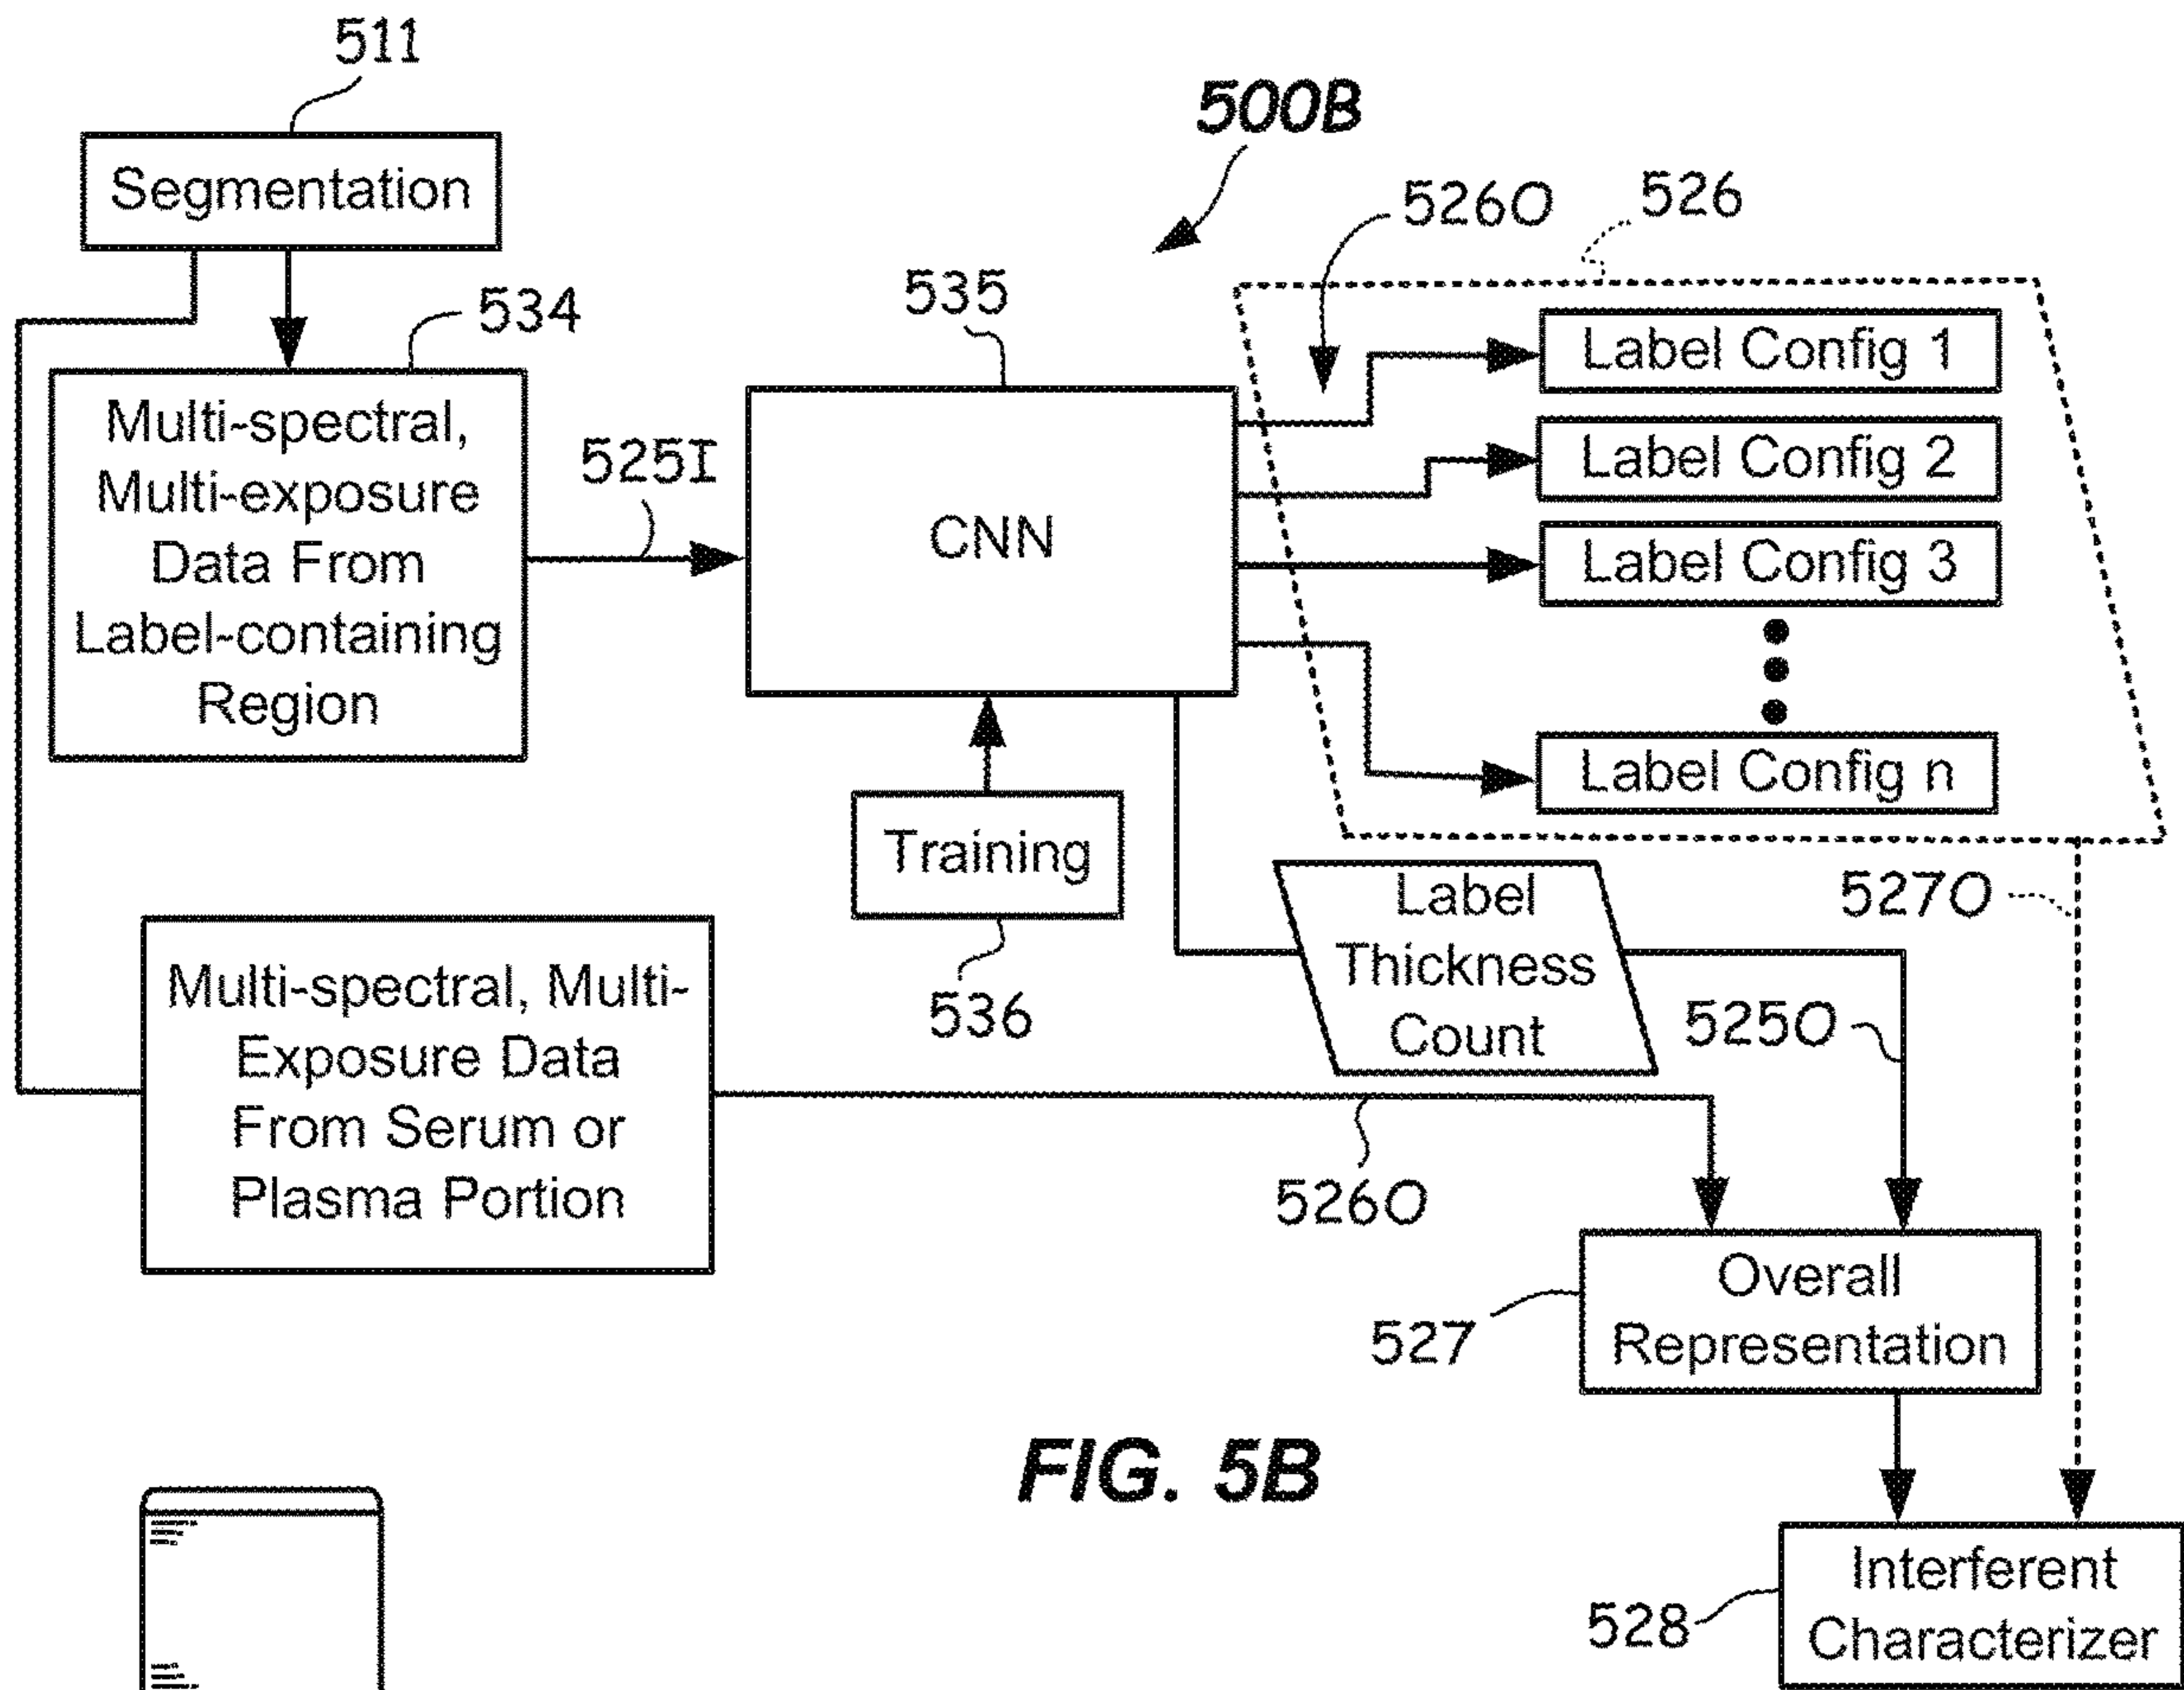 511
500B
Segmentation
526O
526
534
535
Label Config 1
Multi-spectral,
Multi-exposure
Data From
Label-containing
Region
525I
CNN
Label Config 2
Label Config 3
Label Config n
Training
536
Label
Thickness
Count
527O
525O
Multi-spectral, Multi-
Exposure Data
From Serum or
Plasma Portion
526O
Overall
Representation
527
FIG. 5B
Interferent
Characterizer
528